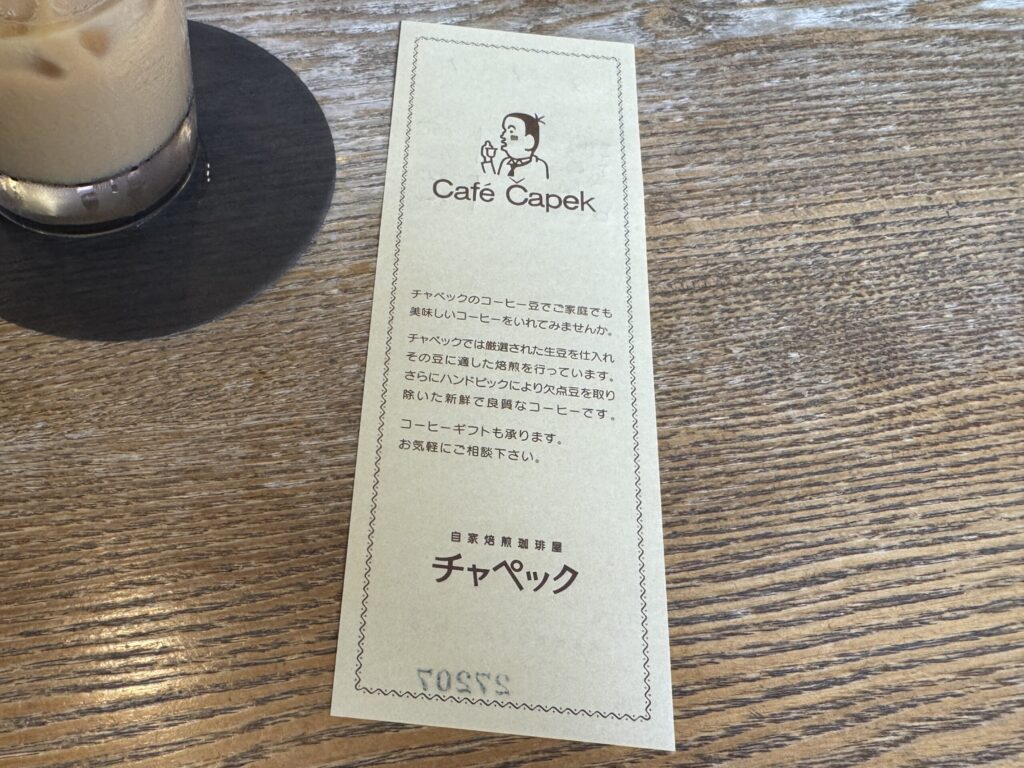 Café Capek
チャペックのコーヒー豆でご家庭でも
美味しいコーヒーをいれてみませんか。
チャペックでは厳選された生豆を仕入れ
その豆に適した焙煎を行っています。
さらにハンドピックにより欠点豆を取り
除いた新鮮で良質なコーヒーです。
コーヒーギフトも承ります。
お気軽にご相談下さい。
自家焙煎珈琲屋
チャペック
27207